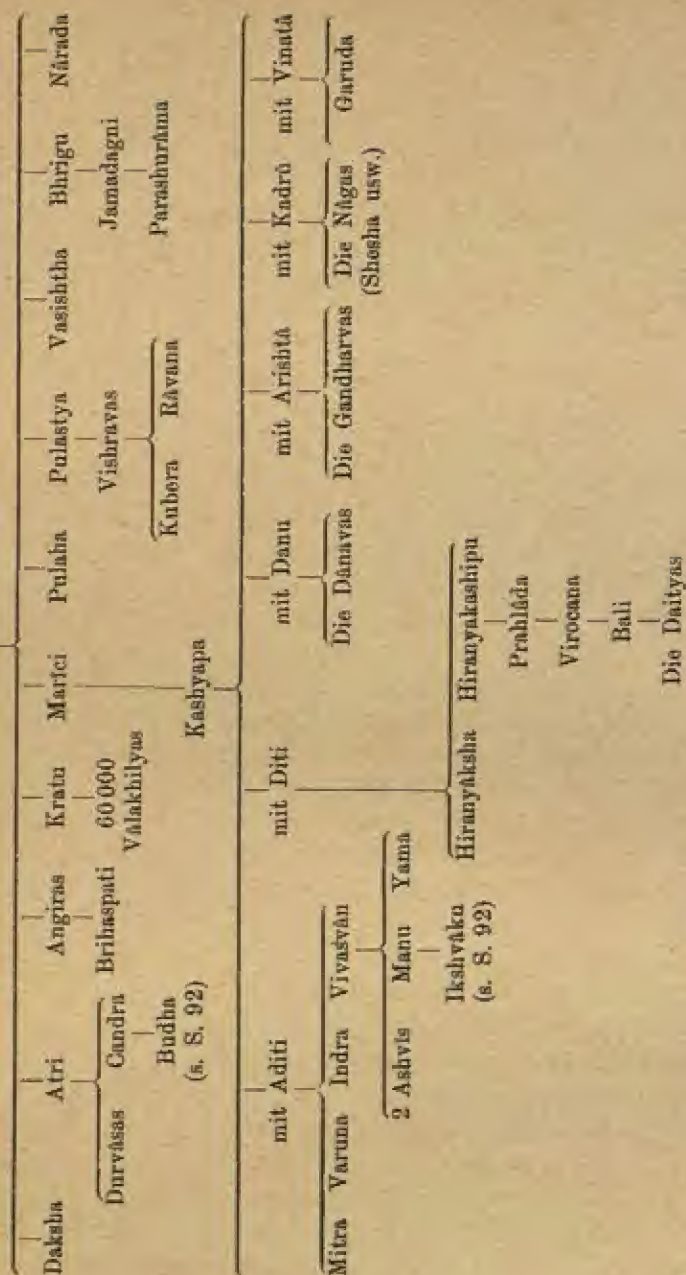 Daksha Atri Angiras Kratu Marîci Pulaha Pulastya Vasishtha Bhrigu Nârada
Durvâsas Candra Brihaspati 60000 Vishravas Jamadagni
Vâlakhilyas
Budha Kubera Râvana Parashurâma
(s. S. 92)
Kashyapa
mit Aditi mit Diti mit Danu mit Arishtâ mit Kadrû mit Vinatâ
Mitra Varuna Indra Vivasvân Die Dânavas Die Gandharvas Die Nâgas Garuda
(Shesha usw.)
2 Ashvîs Manu Yama Hiranyâksha Hiranyakashipu
Ikshvâku Prahlâda
(s. S. 92) Virocana
Bali
Die Daityas